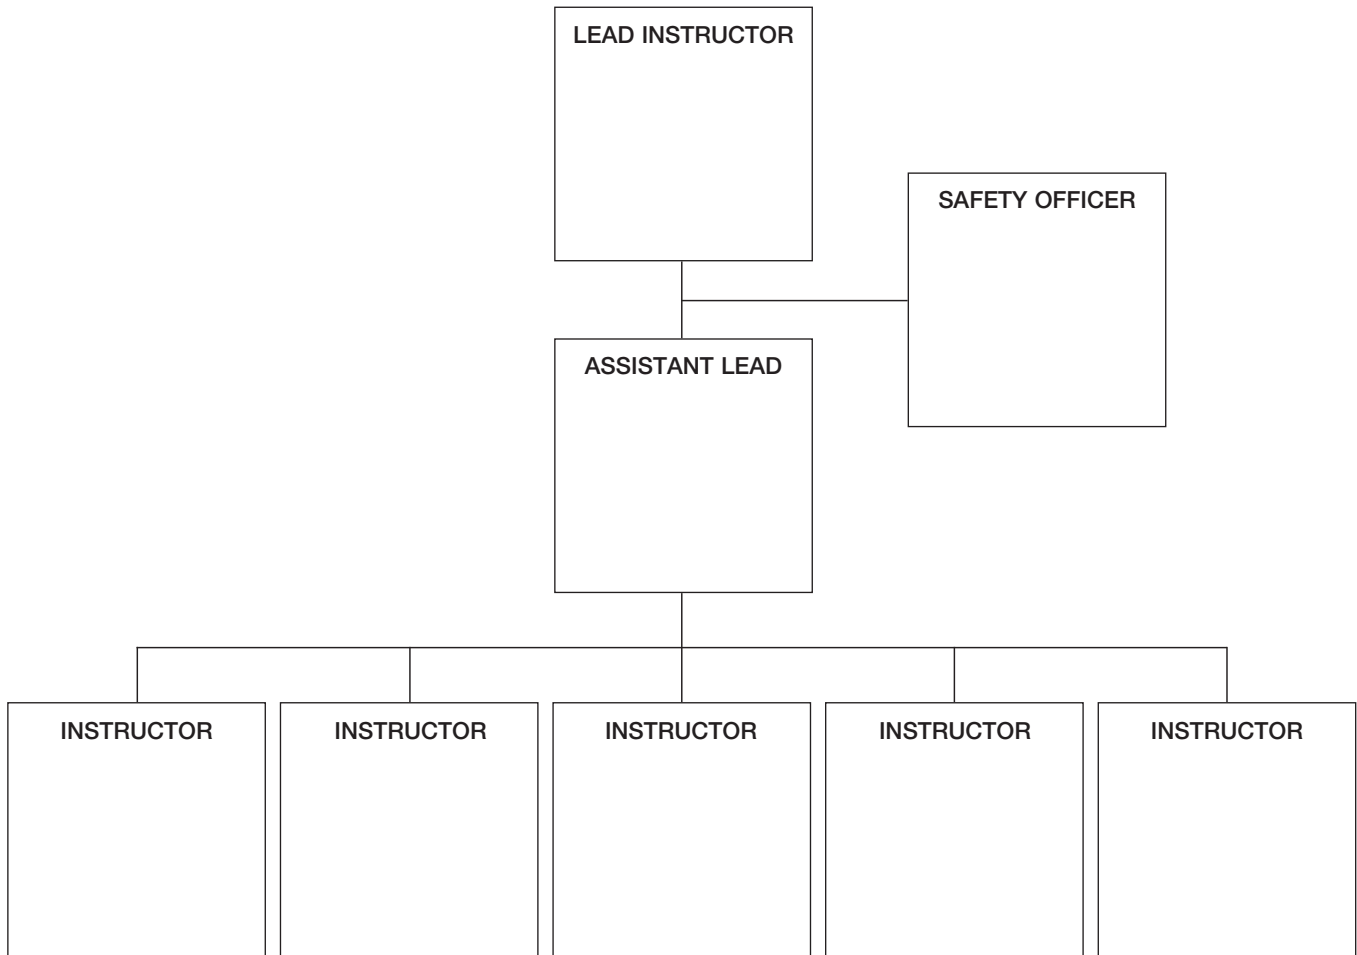 LEAD INSTRUCTOR
SAFETY OFFICER
ASSISTANT LEAD
INSTRUCTOR
INSTRUCTOR
INSTRUCTOR
INSTRUCTOR
INSTRUCTOR